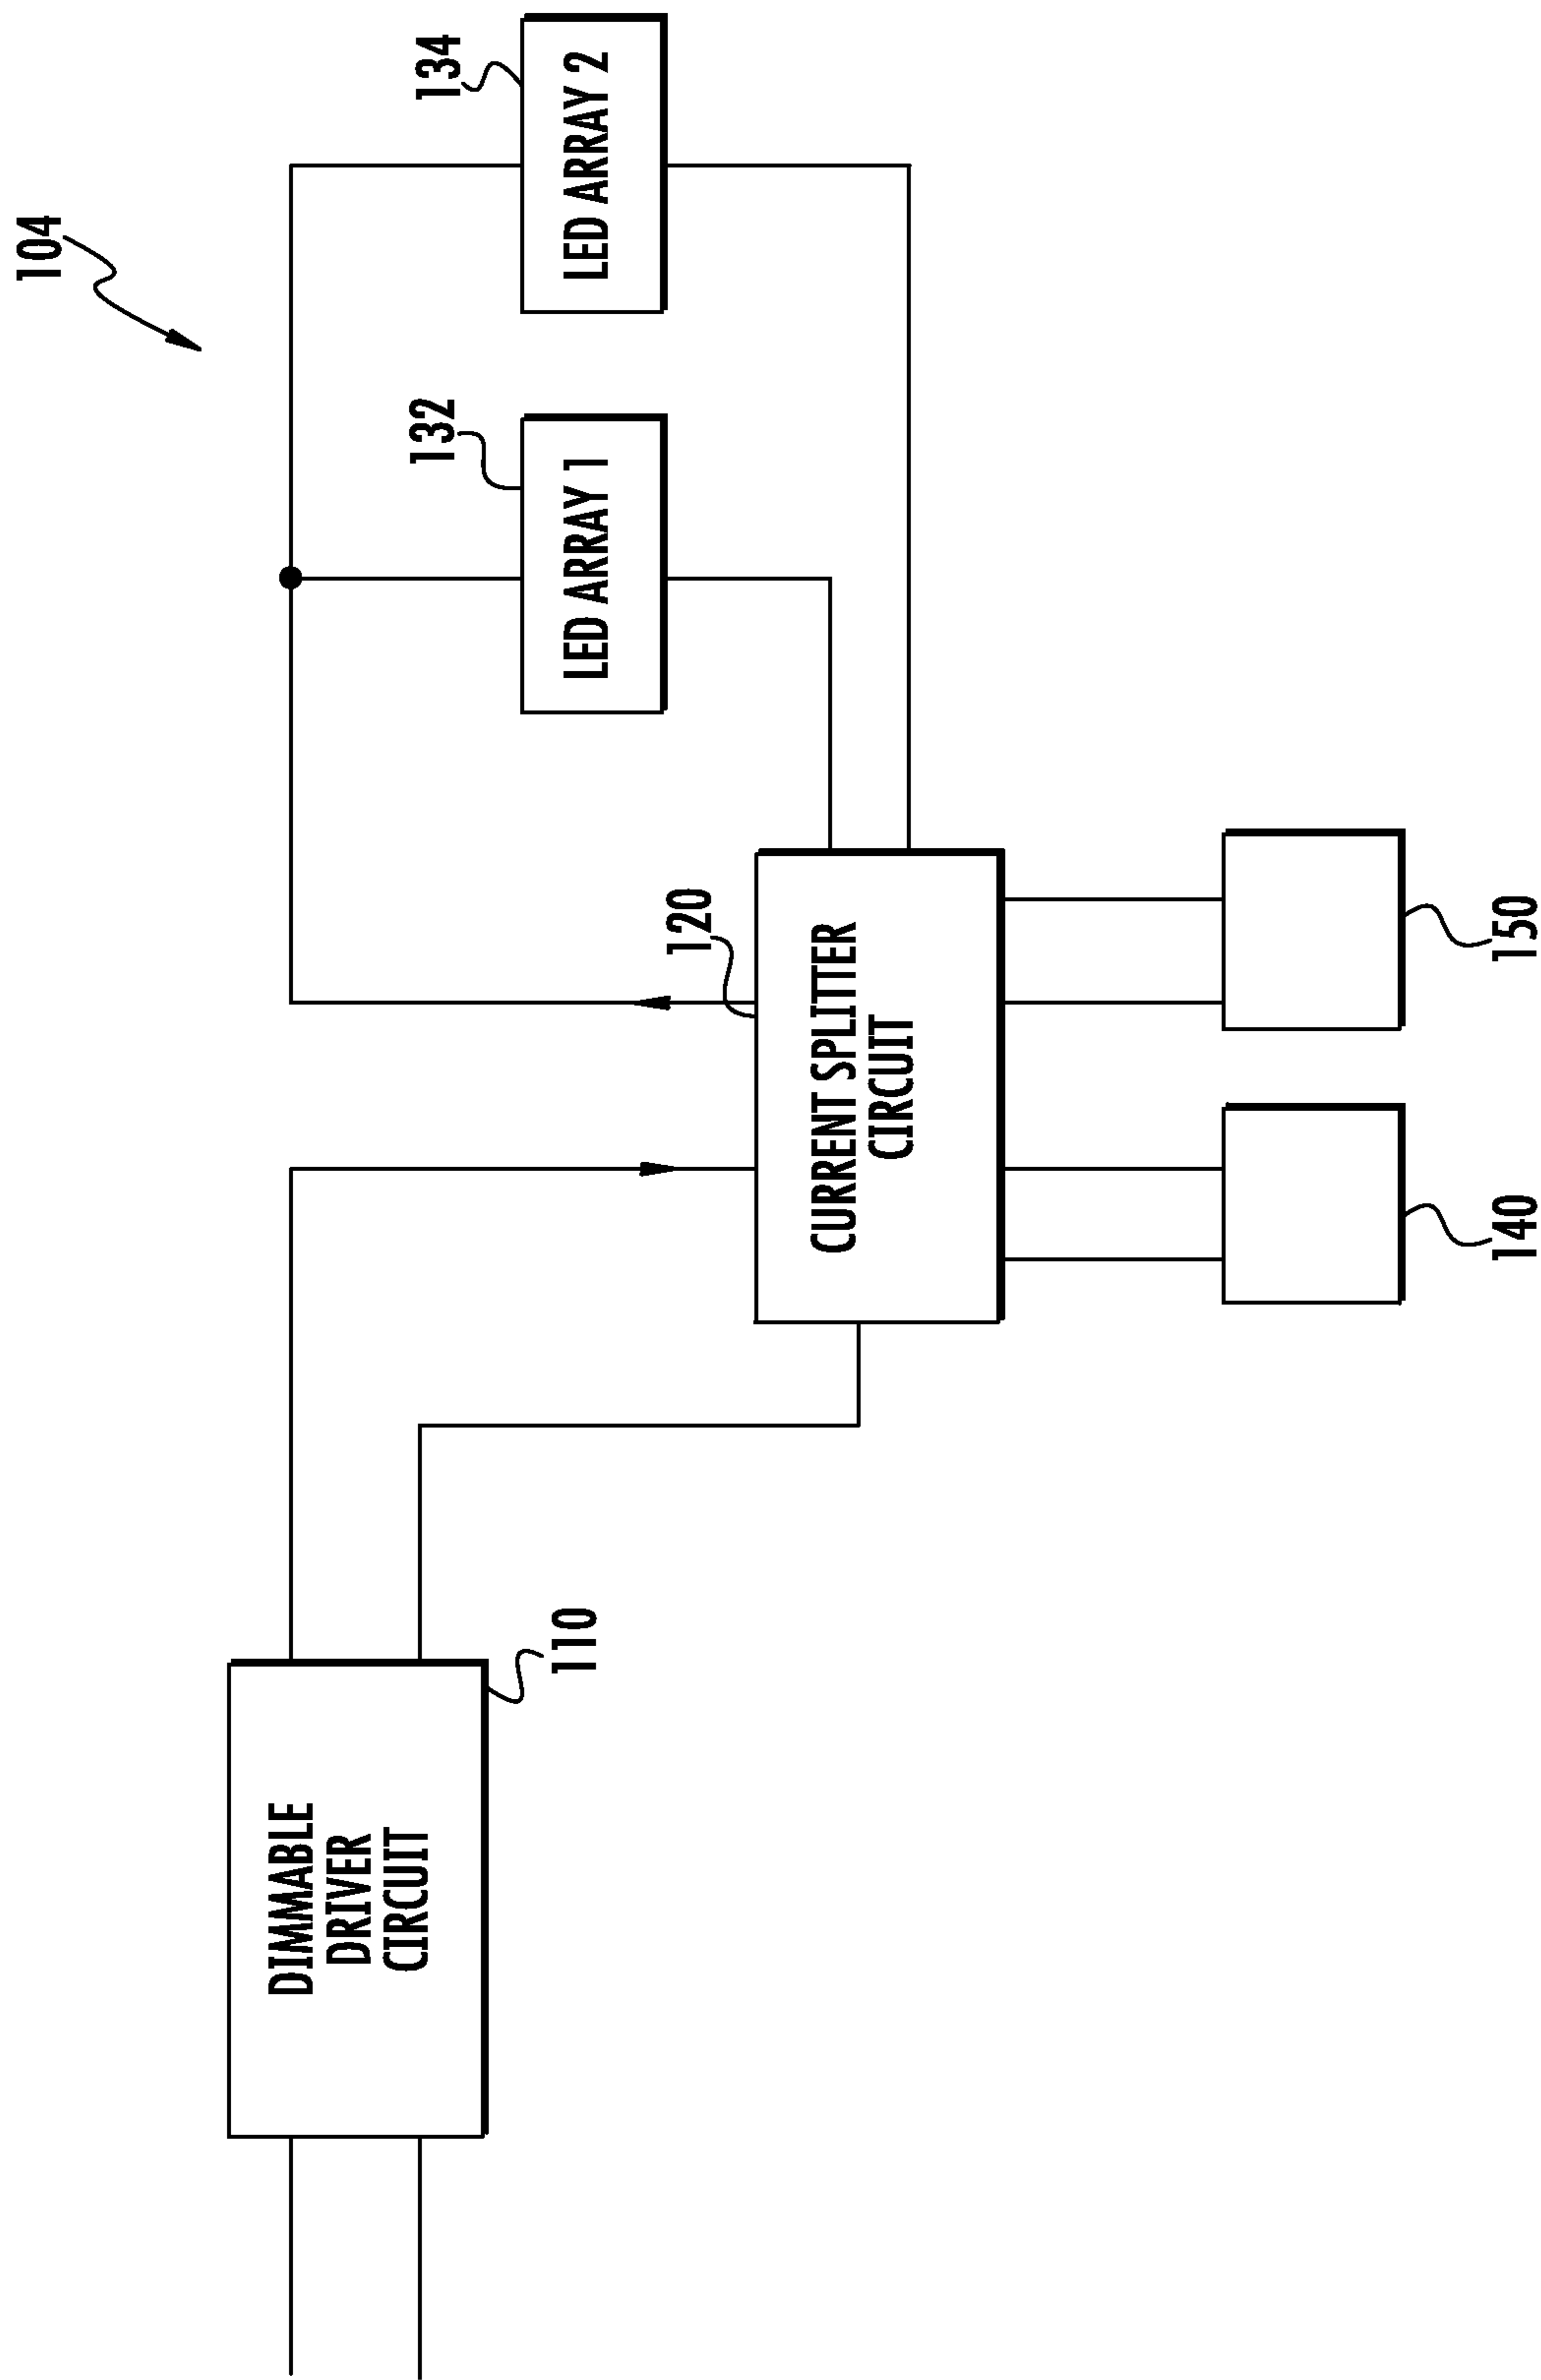 104
134
LED ARRAY 2
132
LED ARRAY 1
120
CURRENT SPLITTER
CIRCUIT
150
140
110
DIMMABLE
DRIVER
CIRCUIT